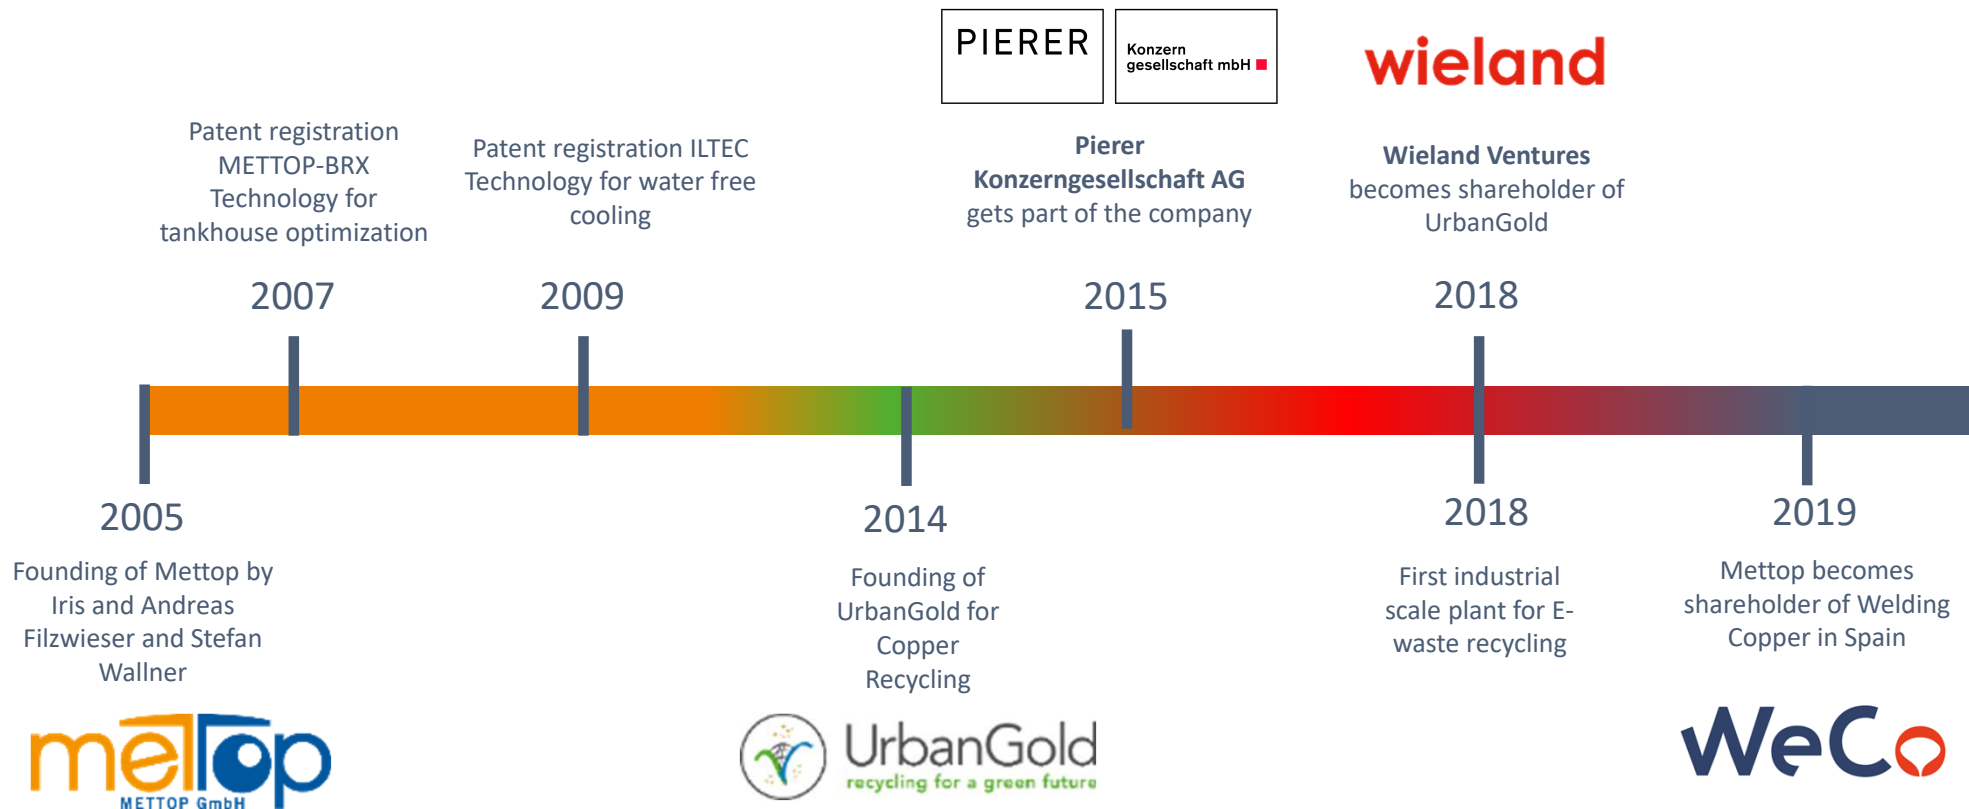 PIERER
Konzern
gesellschaft mbH
wieland
Patent registration
METTOP-BRX
Technology for
tankhouse optimization
2007
Patent registration ILTEC
Technology for water free
cooling
2009
Pierer
Konzerngesellschaft AG
gets part of the company
2015
Wieland Ventures
becomes shareholder of
UrbanGold
2018
2005
Founding of Mettop by
Iris and Andreas
Filzwieser and Stefan
Wallner
metTop
METTOP GmbH
2014
Founding of
UrbanGold for
Copper
Recycling
UrbanGold
recycling for a green future
2018
First industrial
scale plant for E-
waste recycling
2019
Mettop becomes
shareholder of Welding
Copper in Spain
WeCo